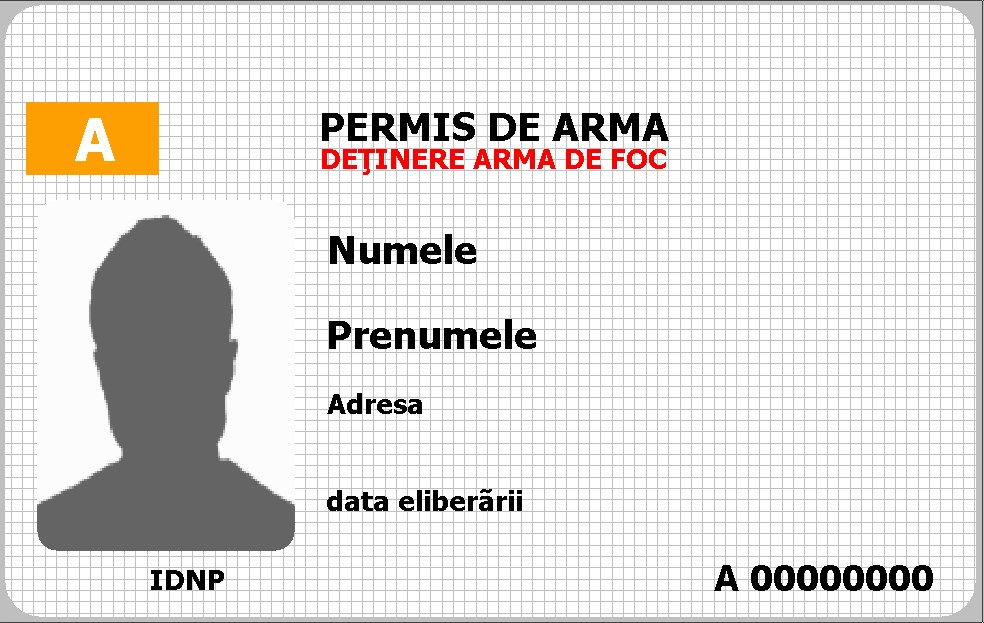 A
PERMIS DE ARMA
DEŢINERE ARMA DE FOC
Numele
Prenumele
Adresa
data eliberãrii
IDNP
A 00000000